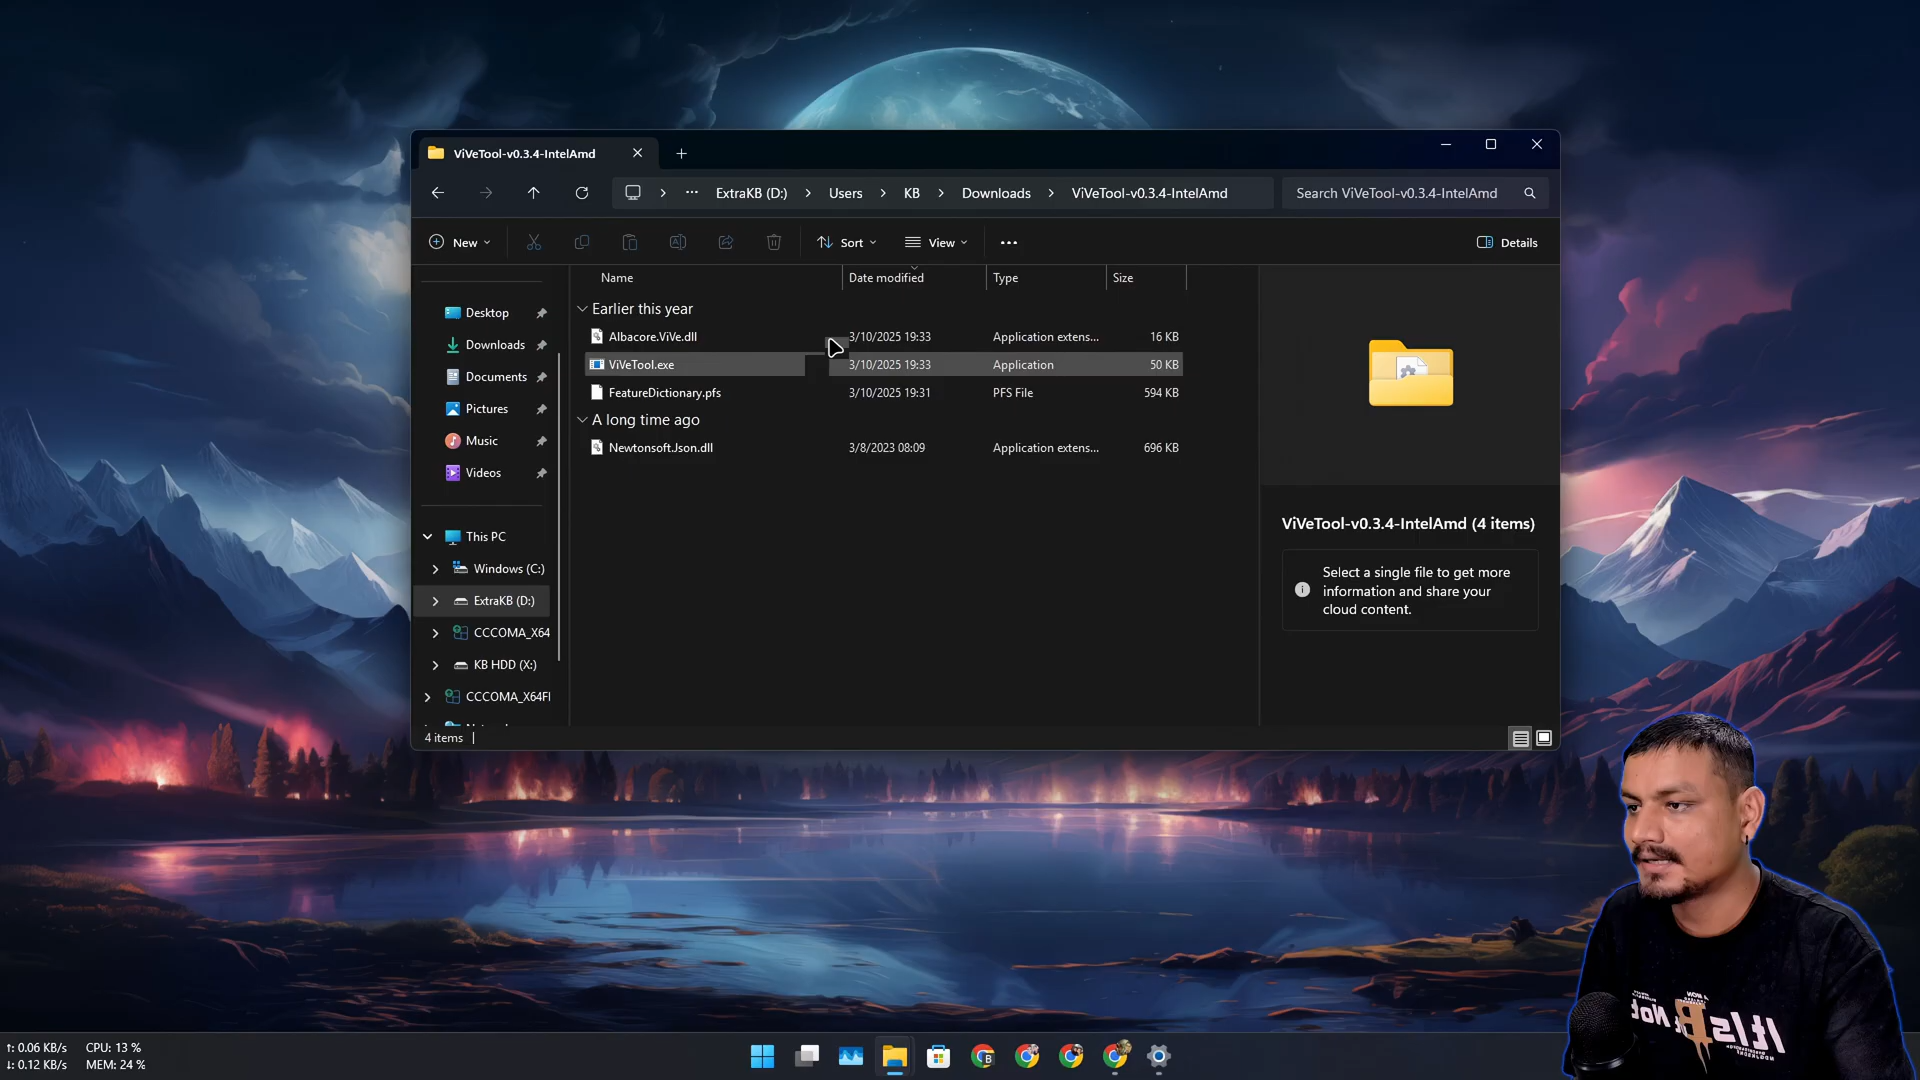 ViVeTool-v0.3.4-IntelAmd
ExtraKB (D:) Users KB Downloads ViVeTool-v0.3.4-IntelAmd
Search ViVeTool-v0.3.4-IntelAmd
New Sort View Details
Desktop
Downloads
Documents
Pictures
Music
Videos
This PC
Windows (C:)
ExtraKB (D:)
CCCOMA_X64
KB HDD (X:)
CCCOMA_X64FI
Name Date modified Type Size
Earlier this year
Albacore.ViVe.dll 3/10/2025 19:33 Application extens... 16 KB
ViVeTool.exe 3/10/2025 19:33 Application 50 KB
FeatureDictionary.pfs 3/10/2025 19:31 PFS File 594 KB
A long time ago
Newtonsoft.Json.dll 3/8/2023 08:09 Application extens... 696 KB
ViVeTool-v0.3.4-IntelAmd (4 items)
Select a single file to get more
information and share your
cloud content.
4 items
↑: 0.06 KB/s CPU: 13 %
↓: 0.12 KB/s MEM: 24 %